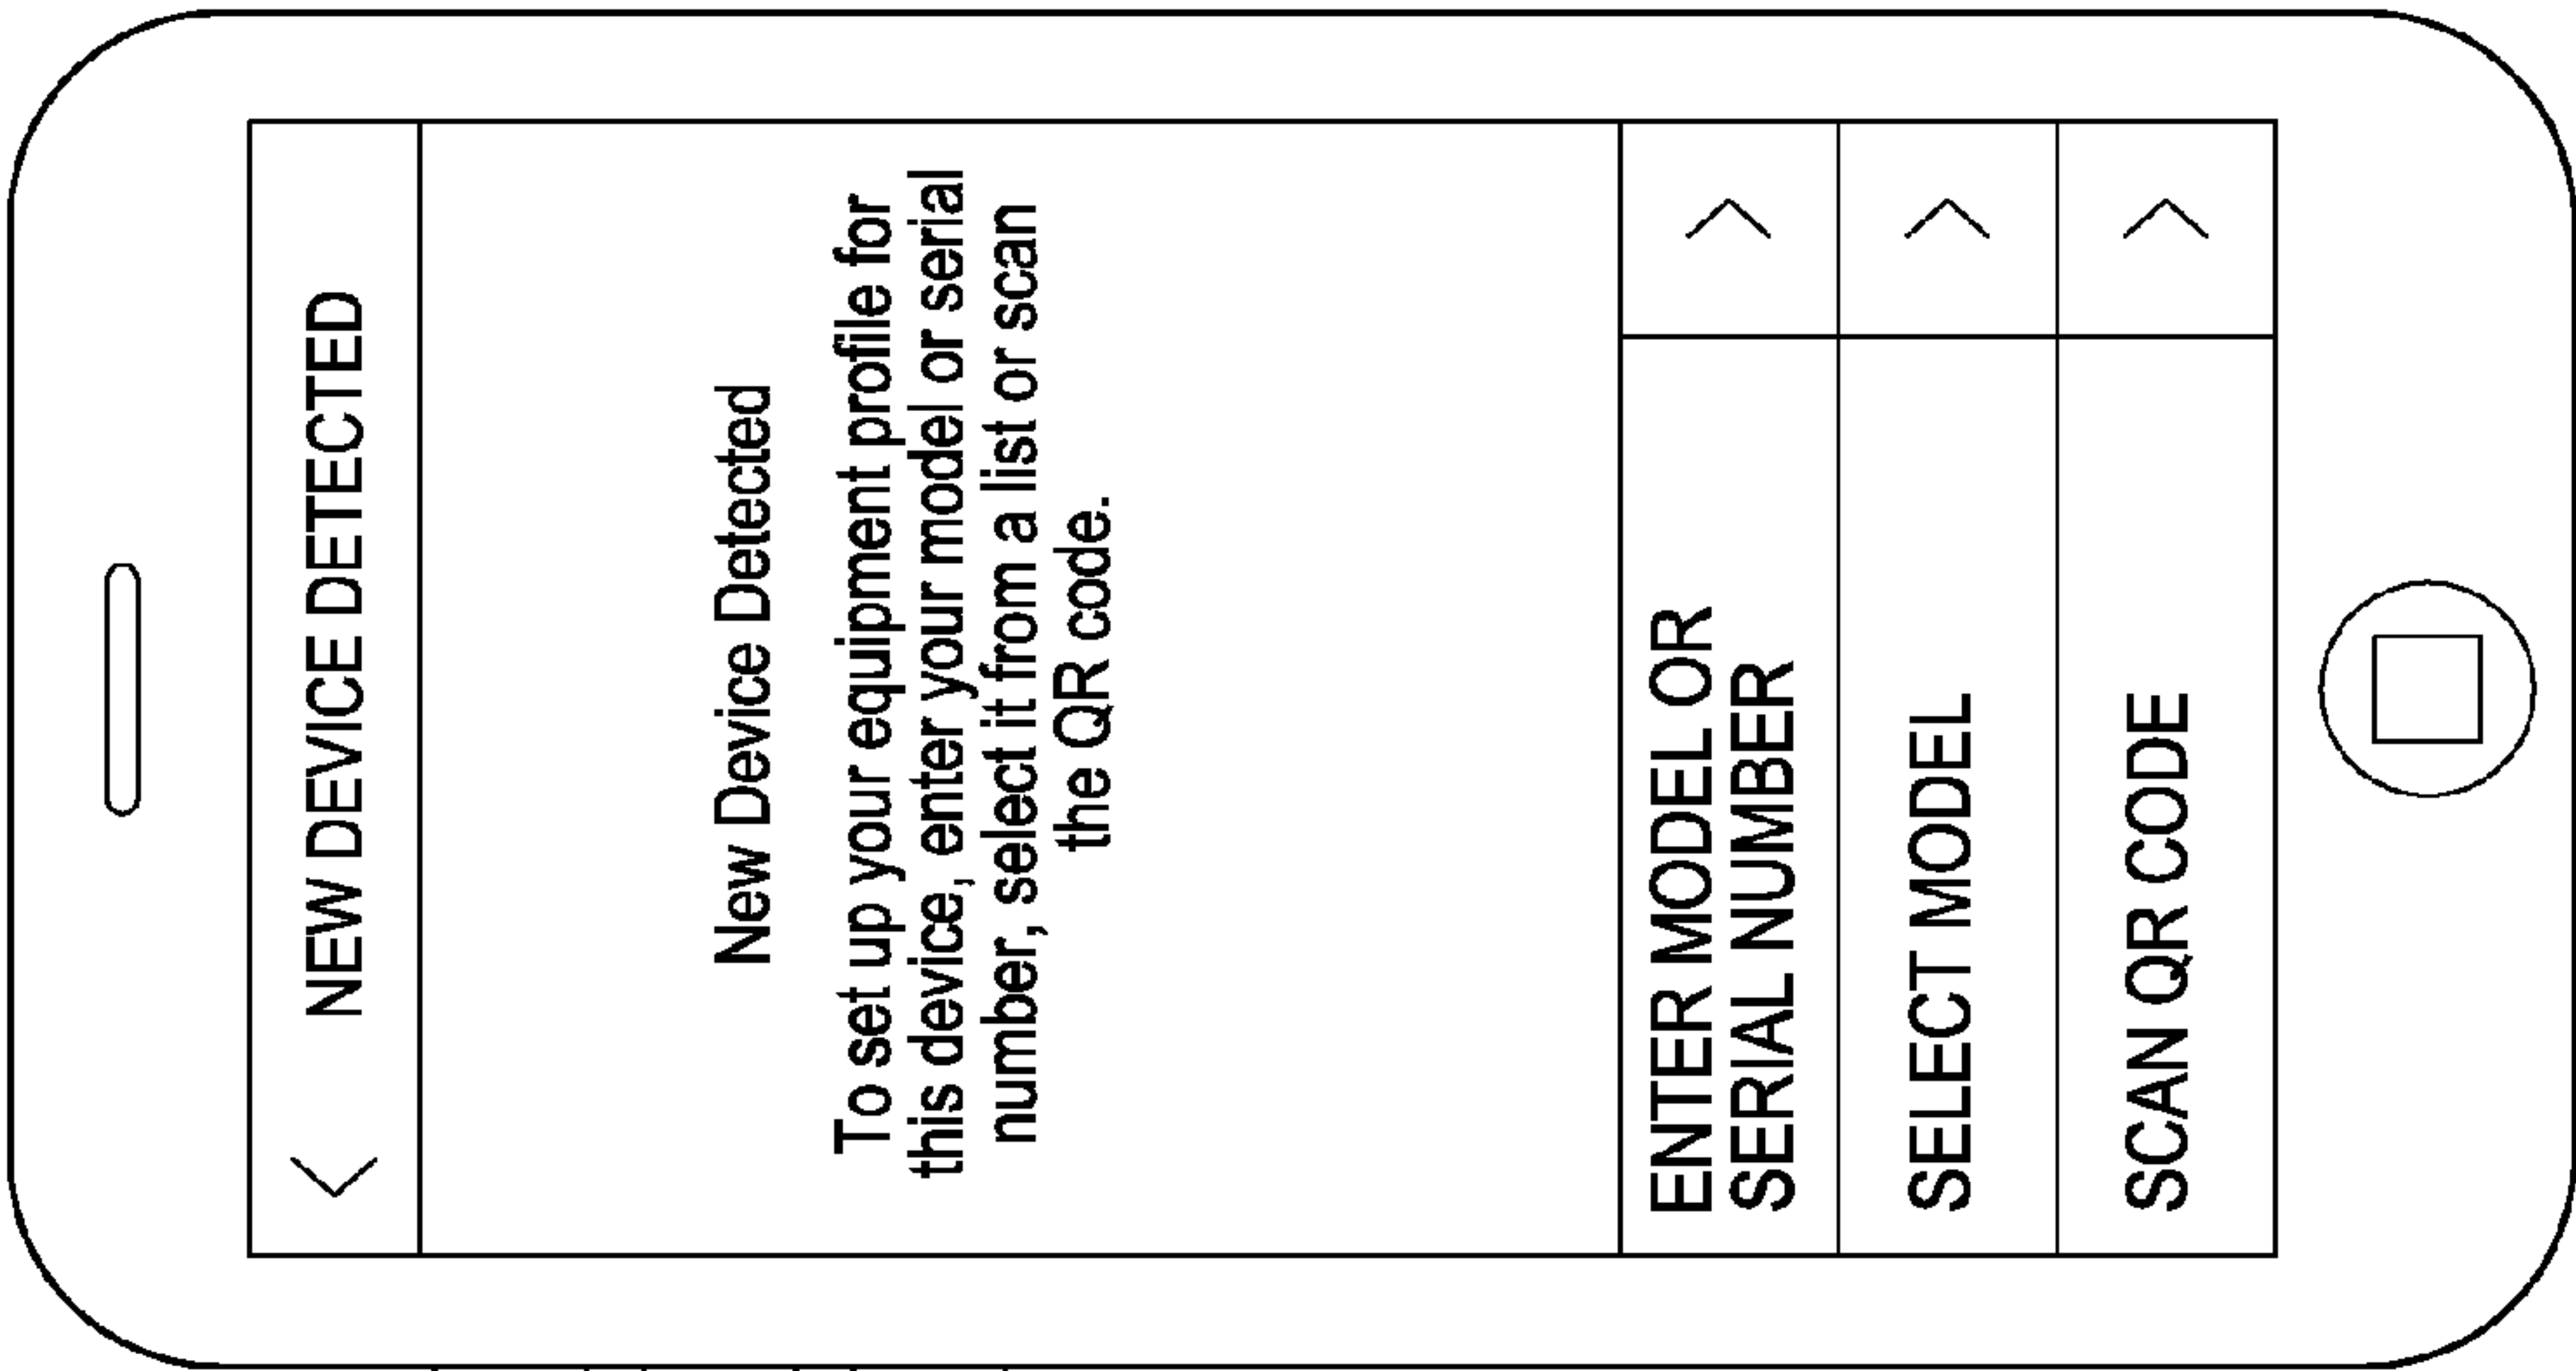 NEW DEVICE DETECTED
New Device Detected
To set up your equipment profile for
this device, enter your model or serial
number, select it from a list or scan
the QR code.
ENTER MODEL OR
SERIAL NUMBER
SELECT MODEL
SCAN QR CODE